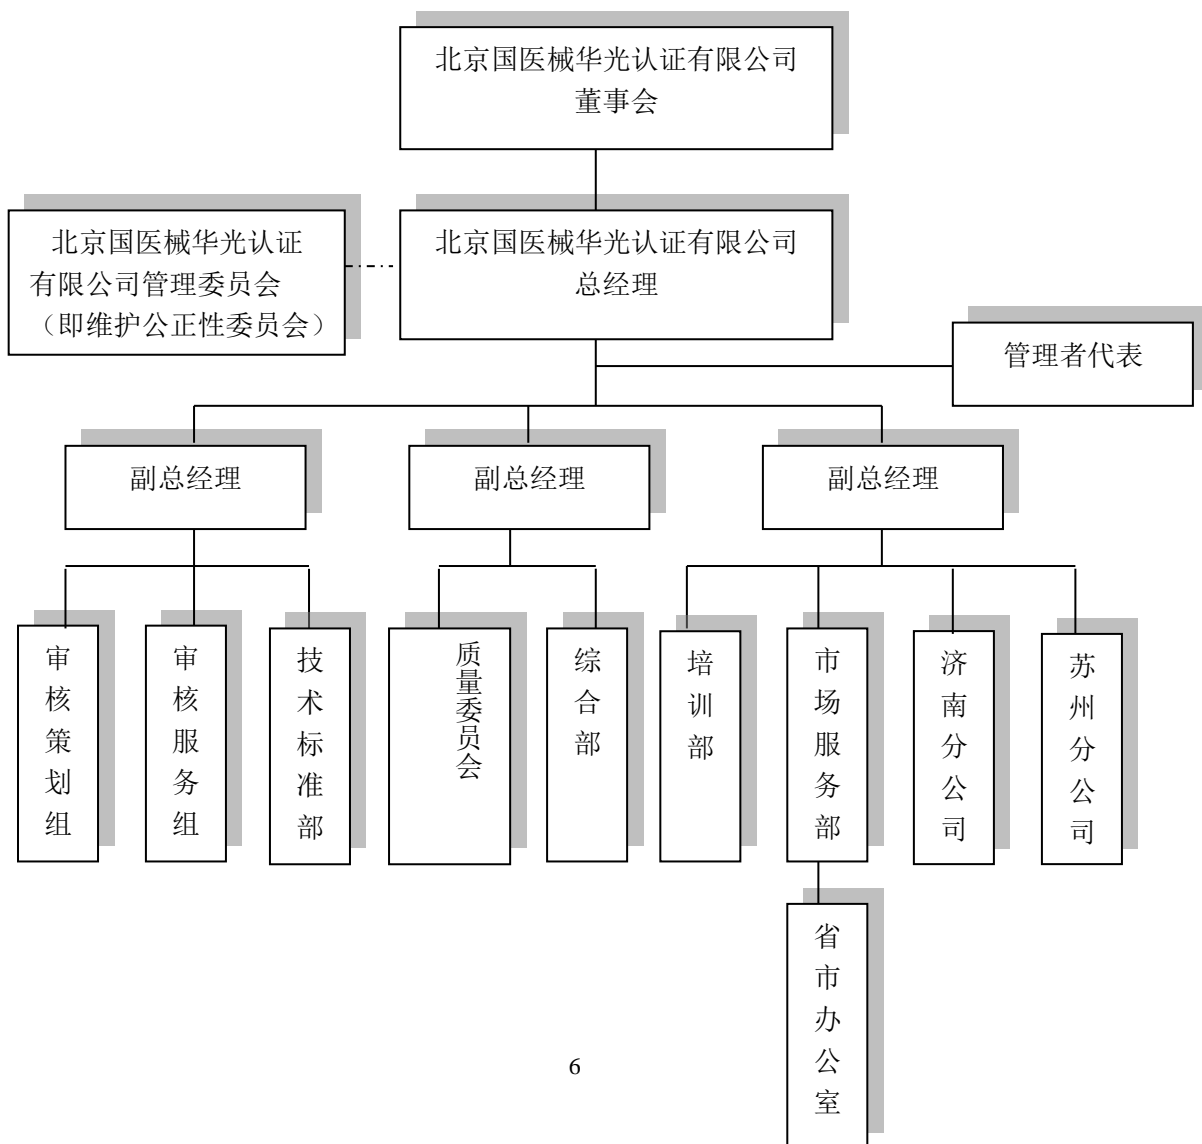 北京国医械华光认证有限公司
董事会
北京国医械华光认证
有限公司管理委员会
（即维护公正性委员会）
北京国医械华光认证有限公司
总经理
管理者代表
副总经理
副总经理
副总经理
审核策划组
审核服务组
技术标准部
质量委员会
综合部
培训部
市场服务部
济南分公司
苏州分公司
省市办公室
6